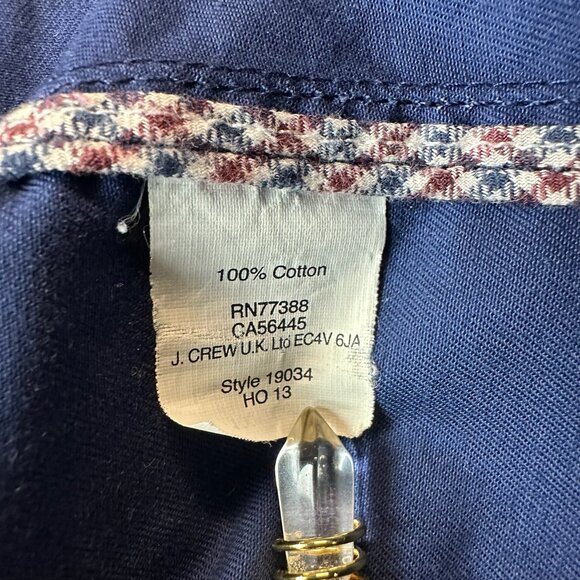 100% Cotton
RN77388
CA56445
J. CREW U.K. Ltd EC4V 6JA
Style 19034
HO 13